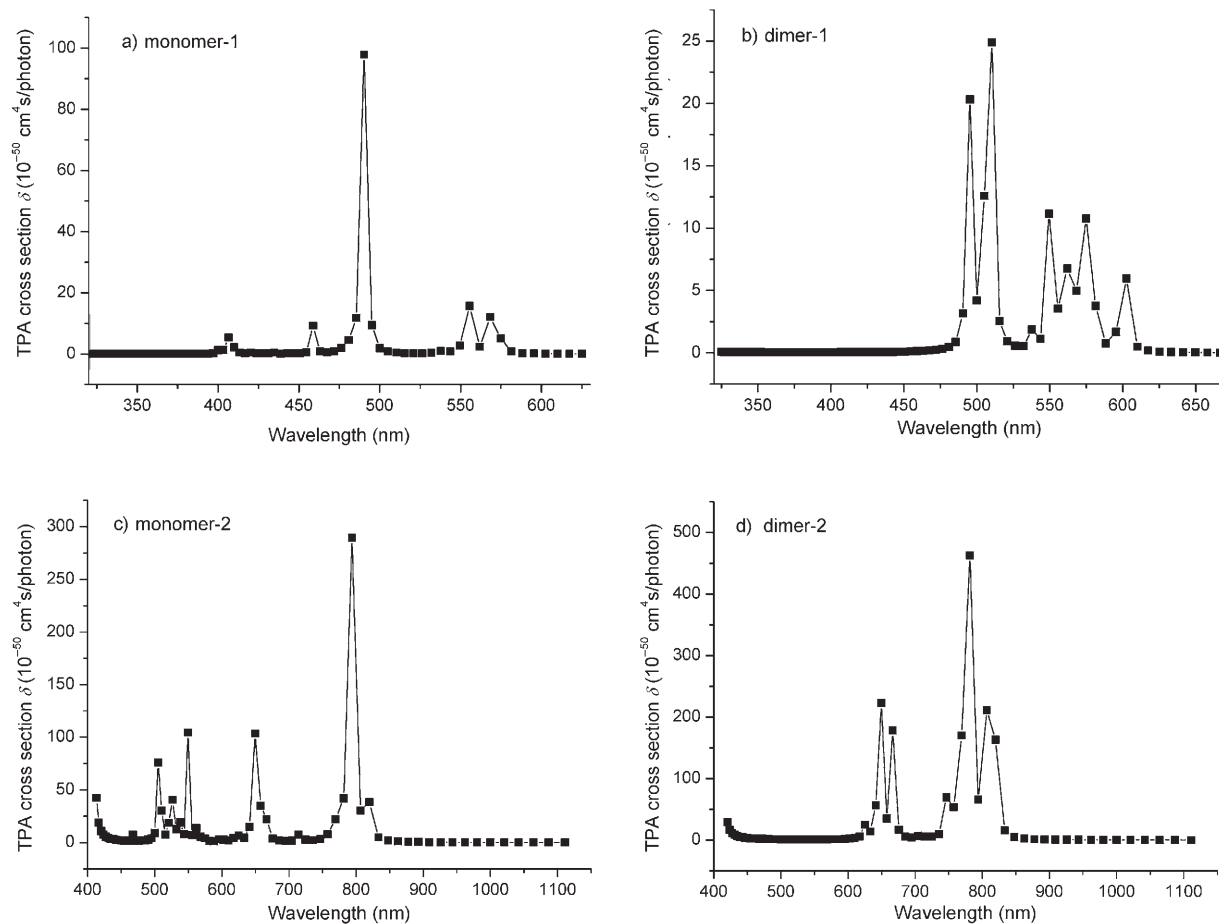 a) monomer-1
TPA cross section δ (10⁻⁵⁰ cm⁴s/photon)
100
80
60
40
20
0
350 400 450 500 550 600
Wavelength (nm)
b) dimer-1
TPA cross section δ (10⁻⁵⁰ cm⁴s/photon)
25
20
15
10
5
0
350 400 450 500 550 600 650
Wavelength (nm)
c) monomer-2
TPA cross section δ (10⁻⁵⁰ cm⁴s/photon)
300
250
200
150
100
50
0
400 500 600 700 800 900 1000 1100
Wavelength (nm)
d) dimer-2
TPA cross section δ (10⁻⁵⁰ cm⁴s/photon)
500
400
300
200
100
0
400 500 600 700 800 900 1000 1100
Wavelength (nm)